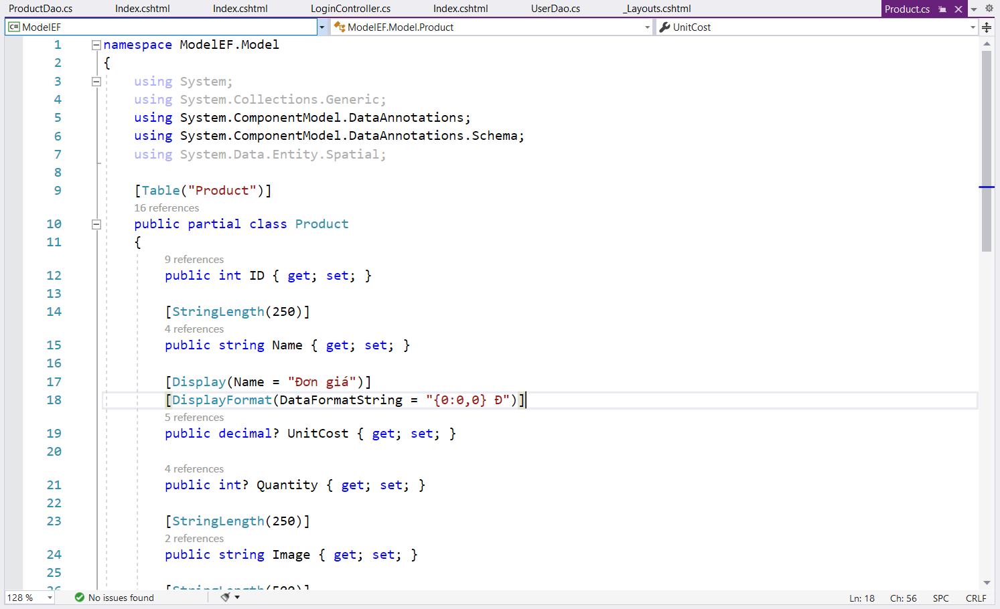 ProductDao.cs Index.cshtml Index.cshtml LoginController.cs Index.cshtml UserDao.cs _Layouts.cshtml Product.cs
C# ModelEF ModelEF.Model.Product UnitCost
1 namespace ModelEF.Model
2 {
3 using System;
4 using System.Collections.Generic;
5 using System.ComponentModel.DataAnnotations;
6 using System.ComponentModel.DataAnnotations.Schema;
7 using System.Data.Entity.Spatial;
8
9 [Table("Product")]
16 references
10 public partial class Product
11 {
9 references
12 public int ID { get; set; }
13
14 [StringLength(250)]
4 references
15 public string Name { get; set; }
16
17 [Display(Name = "Đơn giá")]
18 [DisplayFormat(DataFormatString = "{0:0,0} Đ")]
5 references
19 public decimal? UnitCost { get; set; }
20
4 references
21 public int? Quantity { get; set; }
22
23 [StringLength(250)]
2 references
24 public string Image { get; set; }
25
26 [StringLength(500)]
128 % No issues found Ln: 18 Ch: 56 SPC CRLF